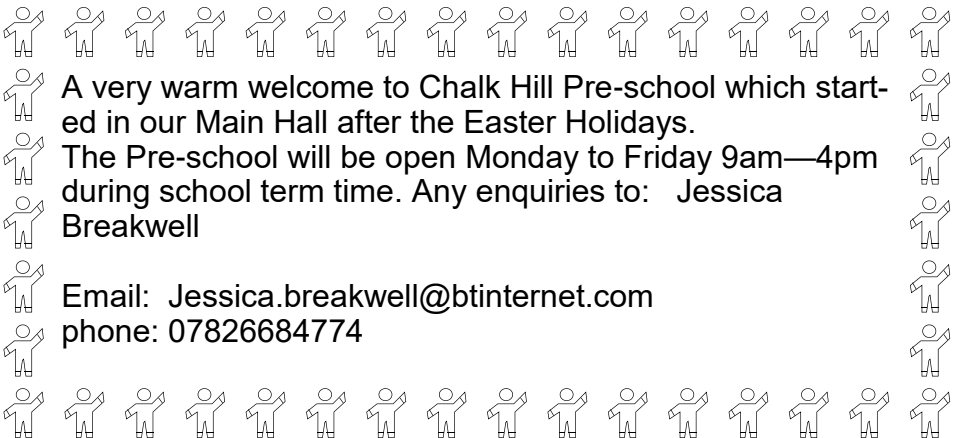 A very warm welcome to Chalk Hill Pre-school which start-
ed in our Main Hall after the Easter Holidays.
The Pre-school will be open Monday to Friday 9am—4pm
during school term time. Any enquiries to:   Jessica
Breakwell
Email:  Jessica.breakwell@btinternet.com
phone: 07826684774